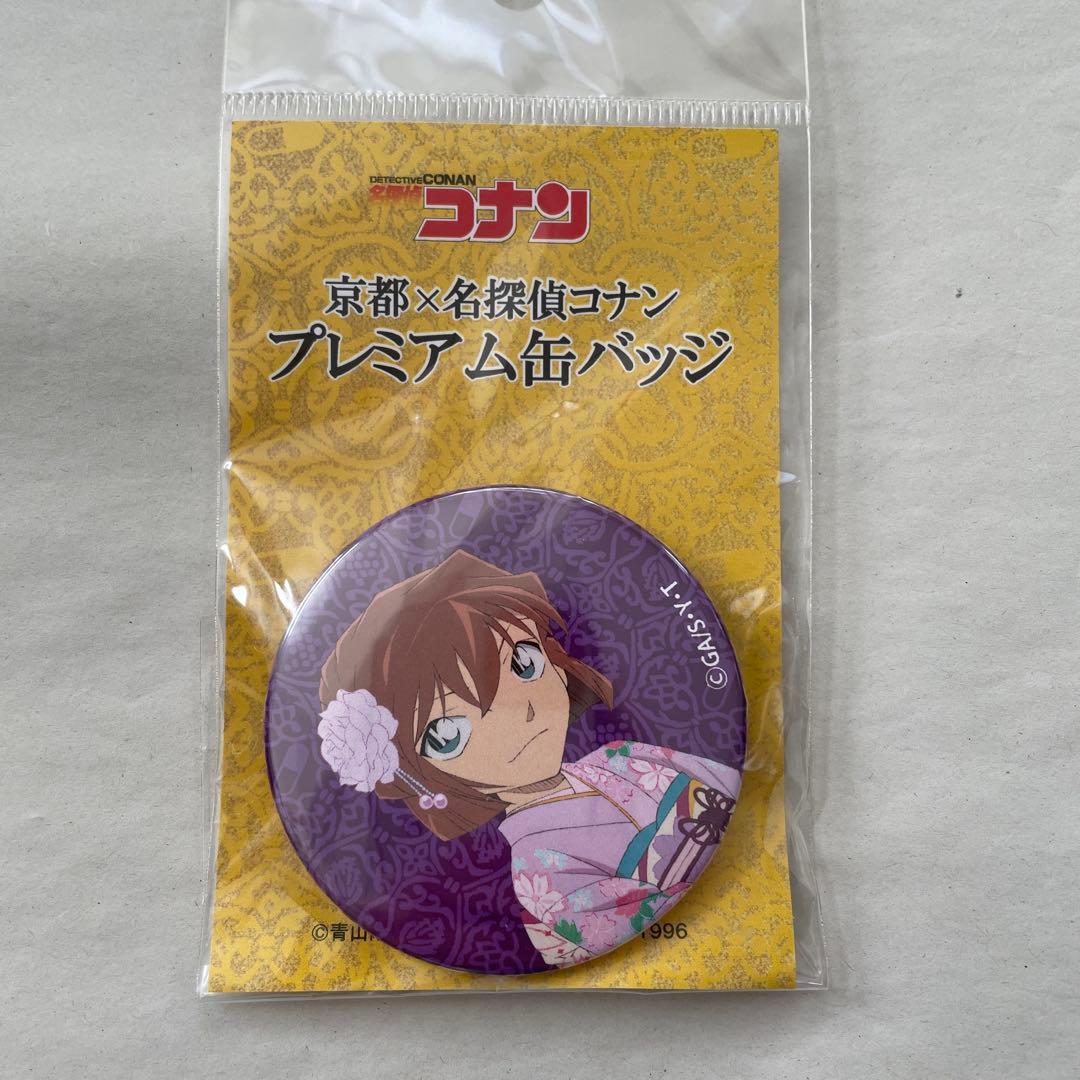 DETECTIVE CONAN
名探偵
コナン
京都×名探偵コナン
プレミアム缶バッジ
©GA/S・Y・T
©青山
1996